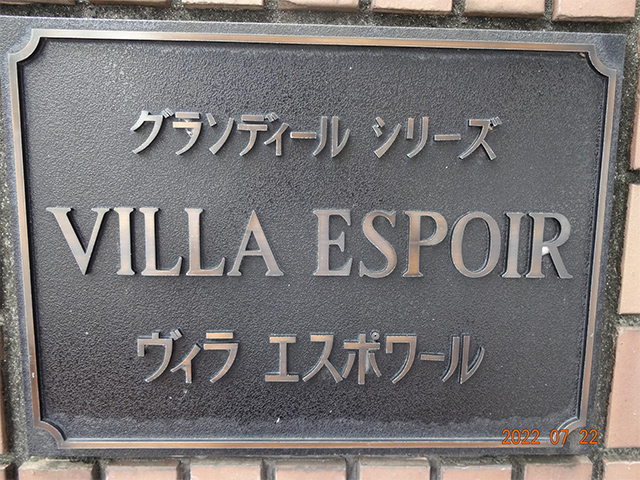 グランディール シリーズ
VILLA ESPOIR
ヴィラ エスポワール
2022 07 22